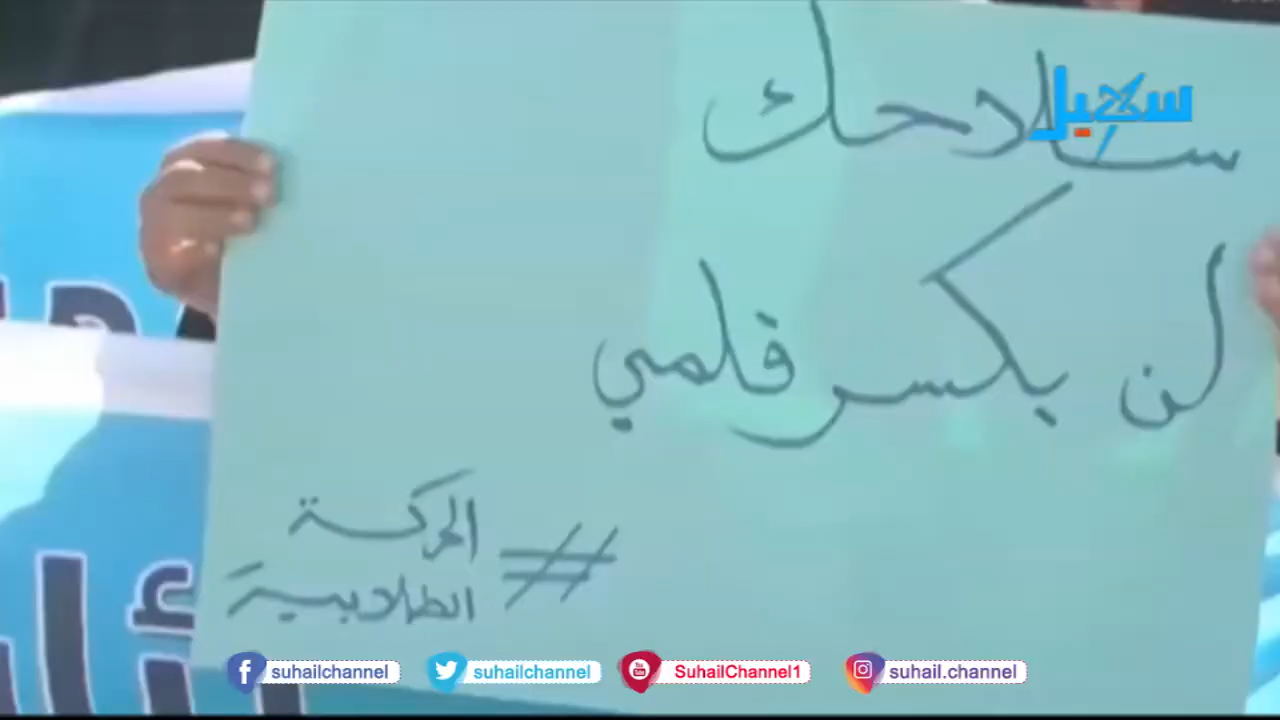 سهيل
سلاحك
لن يكسر قلمي
#الحركة
الطلابية
suhailchannel
suhailchannel
SuhailChannel1
suhail.channel